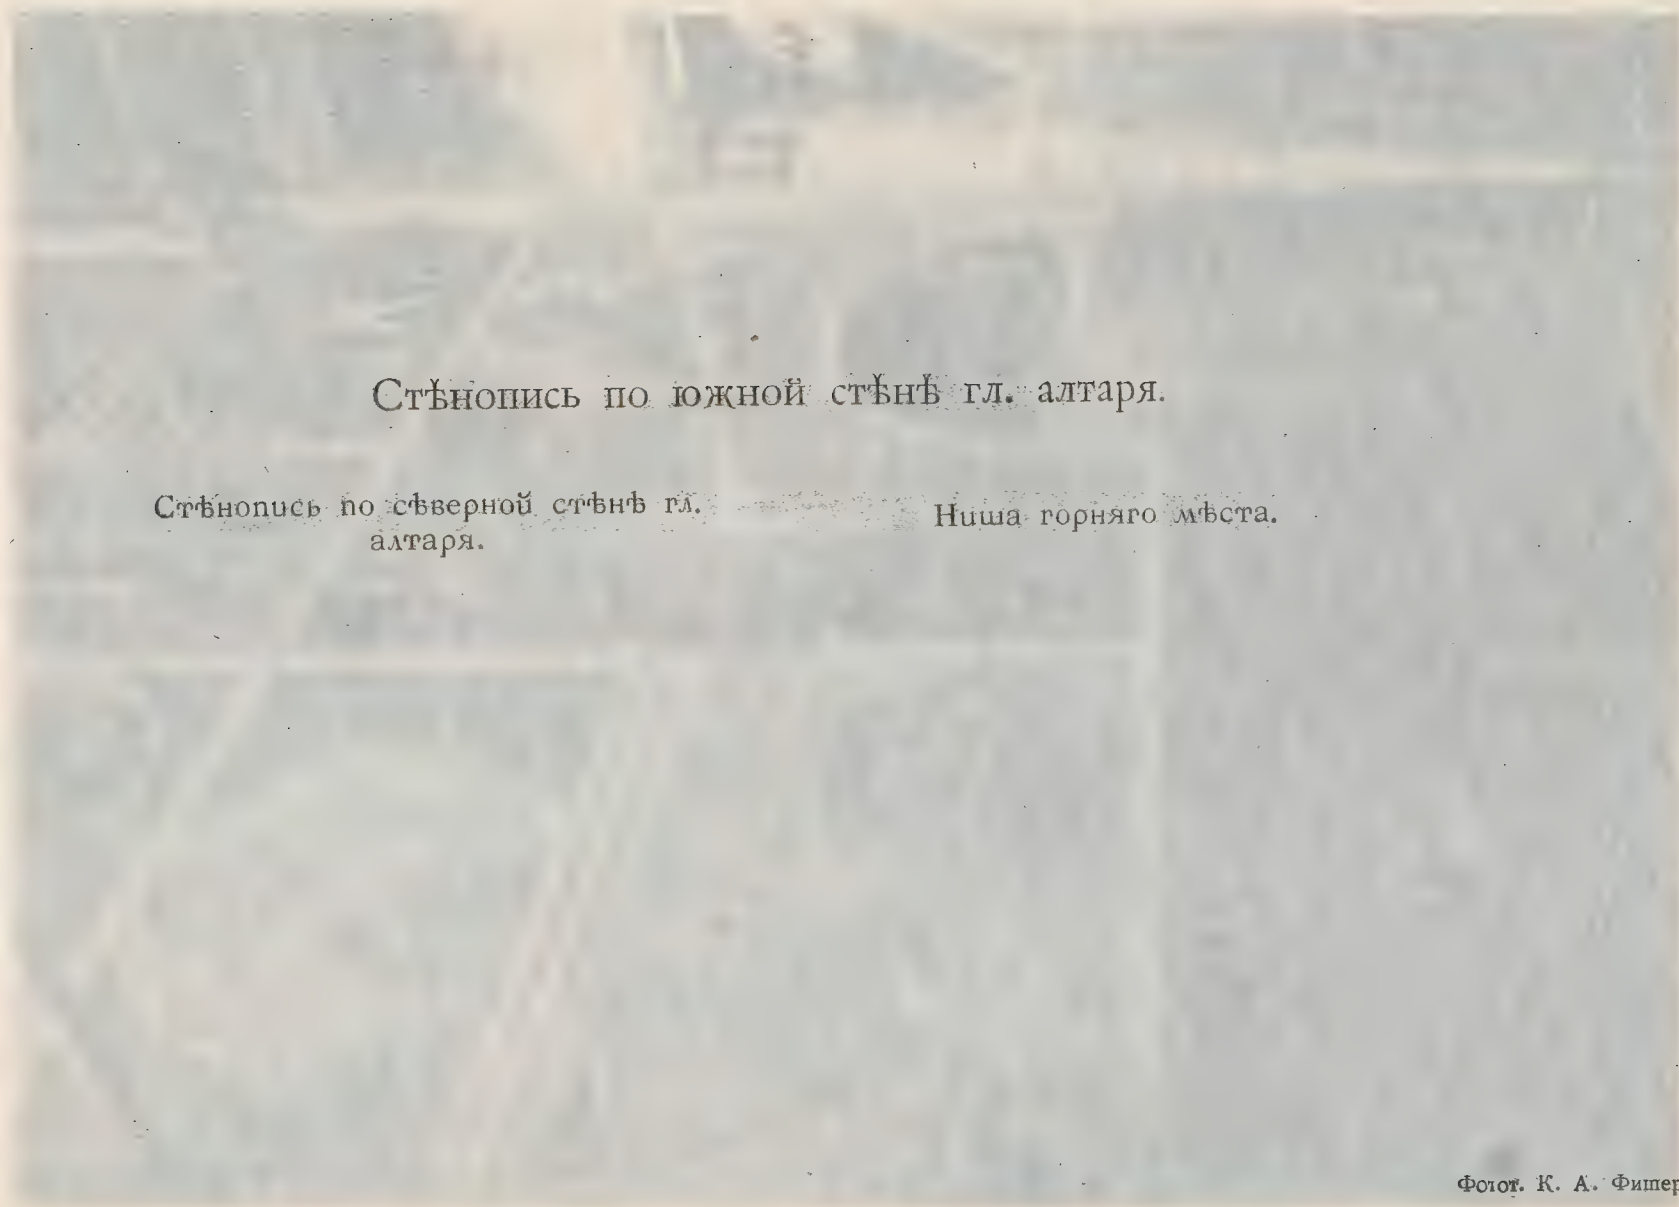 Стѣнопись по южной стѣнѣ гл. алтаря.
Стѣнопись по сѣверной стѣнѣ гл.
алтаря.
Ниша горняго мѣста.
Фотот. К. А. Фишер